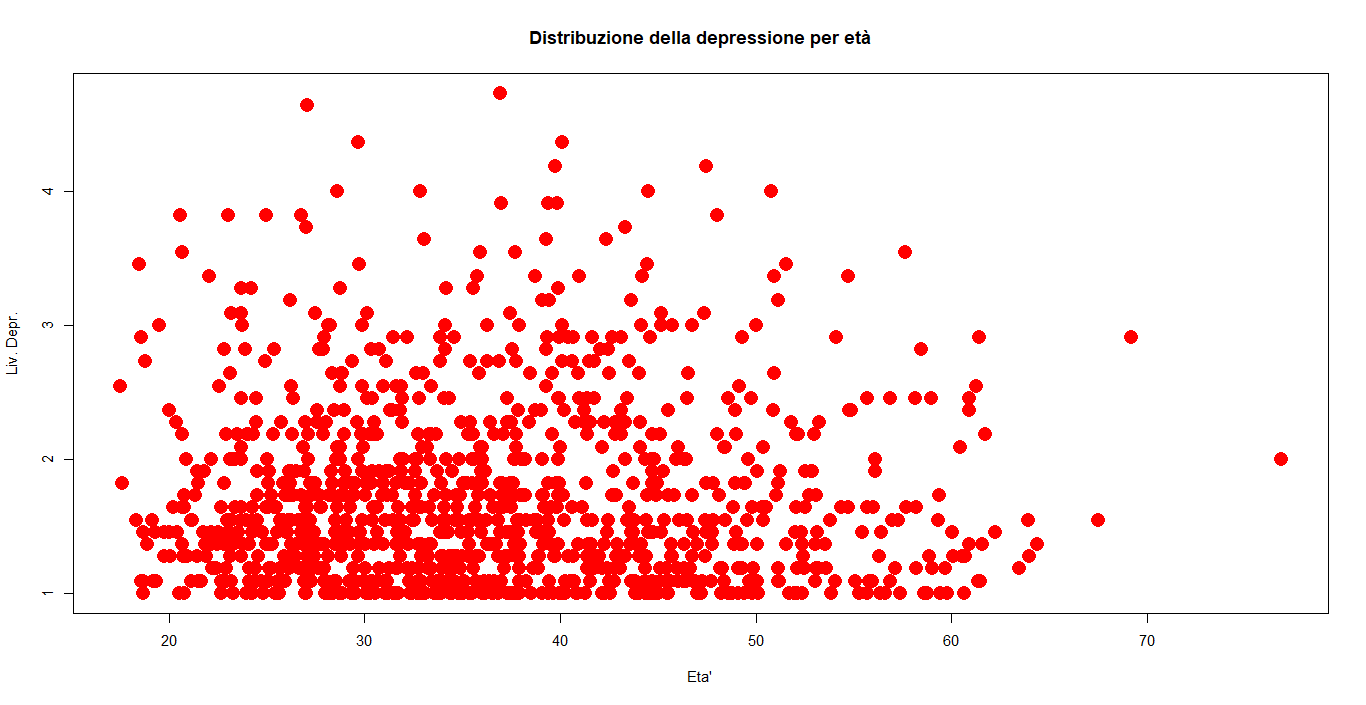 Distribuzione della depressione per età
Liv. Depr.
4
3
2
1
20 30 40 50 60 70
Eta'